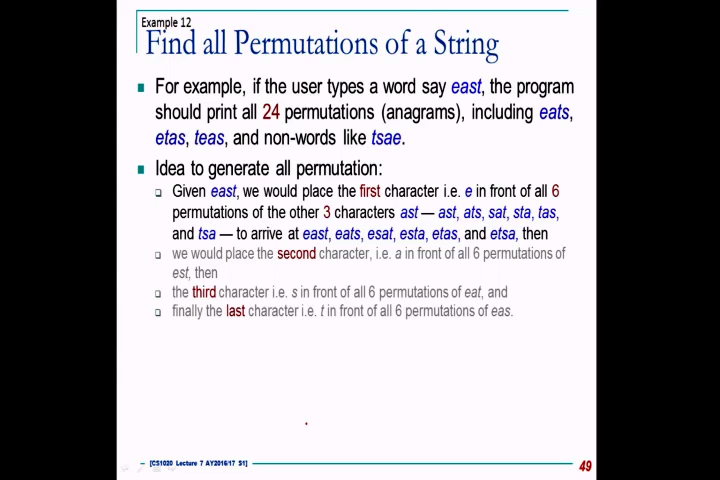 Example 12
Find all Permutations of a String
For example, if the user types a word say east, the program
should print all 24 permutations (anagrams), including eats,
etas, teas, and non-words like tsae.
Idea to generate all permutation:
Given east, we would place the first character i.e. e in front of all 6
permutations of the other 3 characters ast — ast, ats, sat, sta, tas,
and tsa — to arrive at east, eats, esat, esta, etas, and etsa, then
we would place the second character, i.e. a in front of all 6 permutations of
est, then
the third character i.e. s in front of all 6 permutations of eat, and
finally the last character i.e. t in front of all 6 permutations of eas.
[CS1020 Lecture 7 AY2016/17 S1]
49